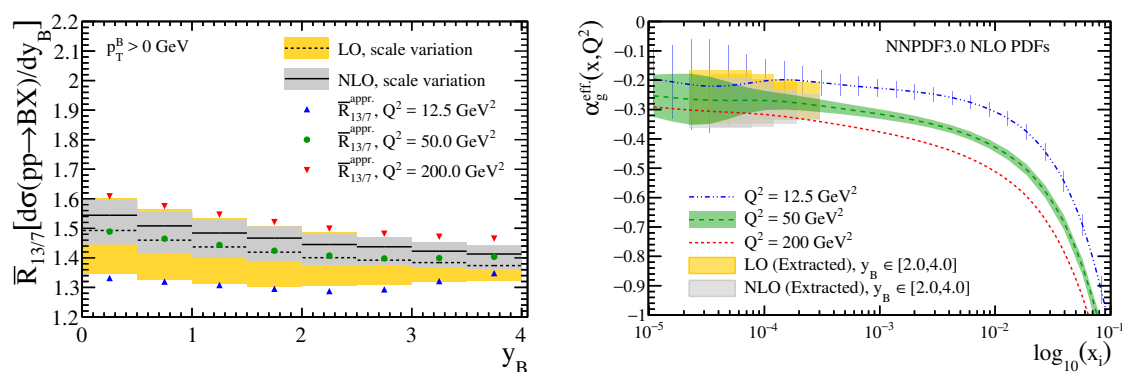 p_T^B > 0 GeV
LO, scale variation
NLO, scale variation
R̅_{13/7}^{appr.}, Q² = 12.5 GeV²
R̅_{13/7}^{appr.}, Q² = 50.0 GeV²
R̅_{13/7}^{appr.}, Q² = 200.0 GeV²
R̅_{13/7}[dσ(pp→BX)/dy_B]
2.2
2.1
2
1.9
1.8
1.7
1.6
1.5
1.4
1.3
1.2
0 1 2 3 4
y_B
NNPDF3.0 NLO PDFs
α_g^{eff.}(x,Q²)
0
−0.1
−0.2
−0.3
−0.4
−0.5
−0.6
−0.7
−0.8
−0.9
−1
Q² = 12.5 GeV²
Q² = 50 GeV²
Q² = 200 GeV²
LO (Extracted), y_B ∈ [2.0,4.0]
NLO (Extracted), y_B ∈ [2.0,4.0]
10⁻⁵ 10⁻⁴ 10⁻³ 10⁻² 10⁻¹
log₁₀(x_i)